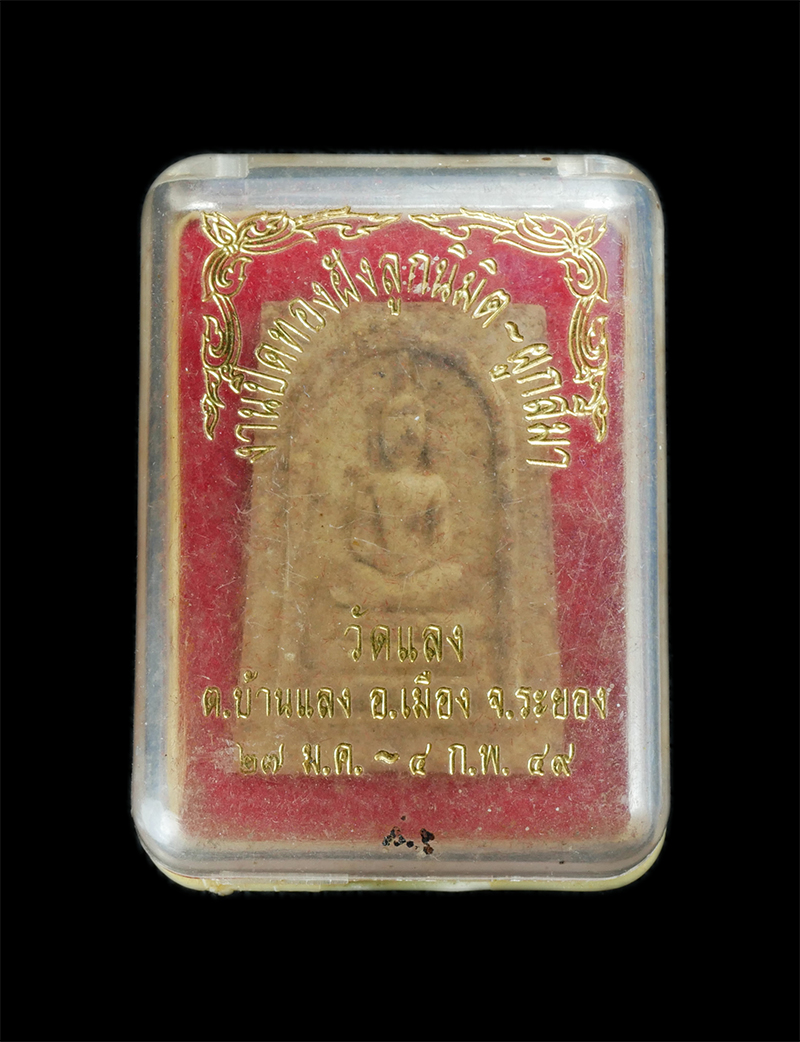 งานปิดทองฝังลูกนิมิต ~ ผูกสีมา
วัดแลง
ต.บ้านแลง อ.เมือง จ.ระยอง
๒๗ ม.ค. ~ ๔ ก.พ. ๔๙